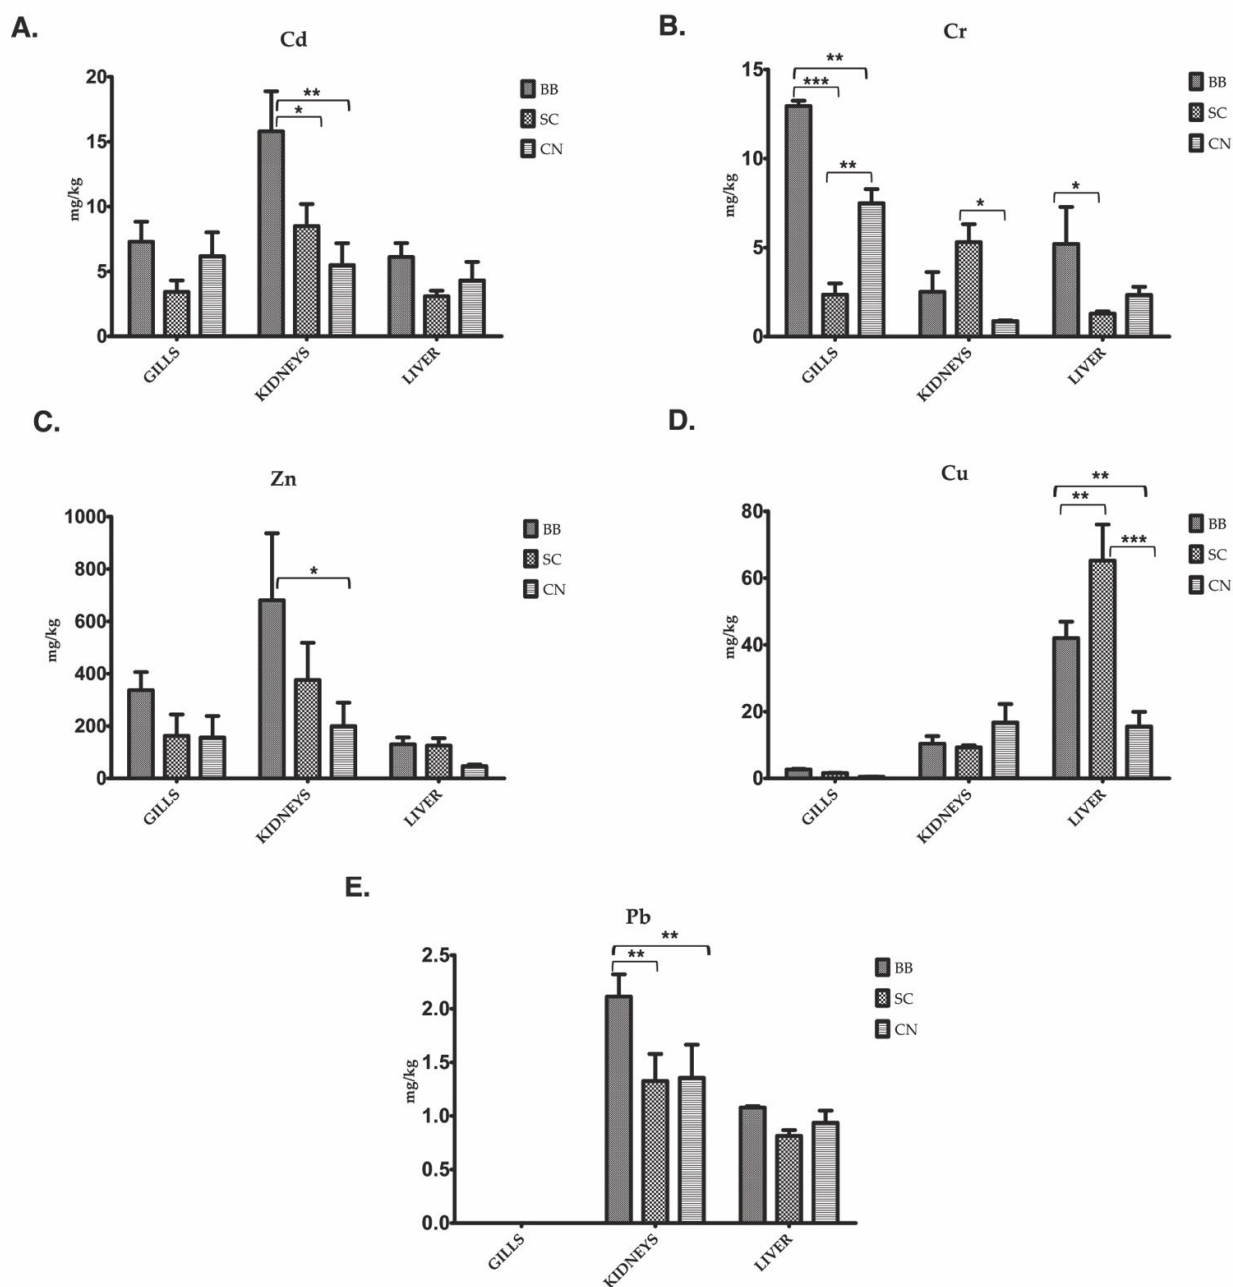 A.
Cd
20
15
10
5
0
mg/kg
**
*
BB
SC
CN
GILLS
KIDNEYS
LIVER
B.
Cr
15
10
5
0
mg/kg
**
***
**
*
*
BB
SC
CN
GILLS
KIDNEYS
LIVER
C.
Zn
1000
800
600
400
200
0
mg/kg
*
BB
SC
CN
GILLS
KIDNEYS
LIVER
D.
Cu
80
60
40
20
0
mg/kg
**
**
***
BB
SC
CN
GILLS
KIDNEYS
LIVER
E.
Pb
2.5
2.0
1.5
1.0
0.5
0.0
mg/kg
**
**
BB
SC
CN
GILLS
KIDNEYS
LIVER